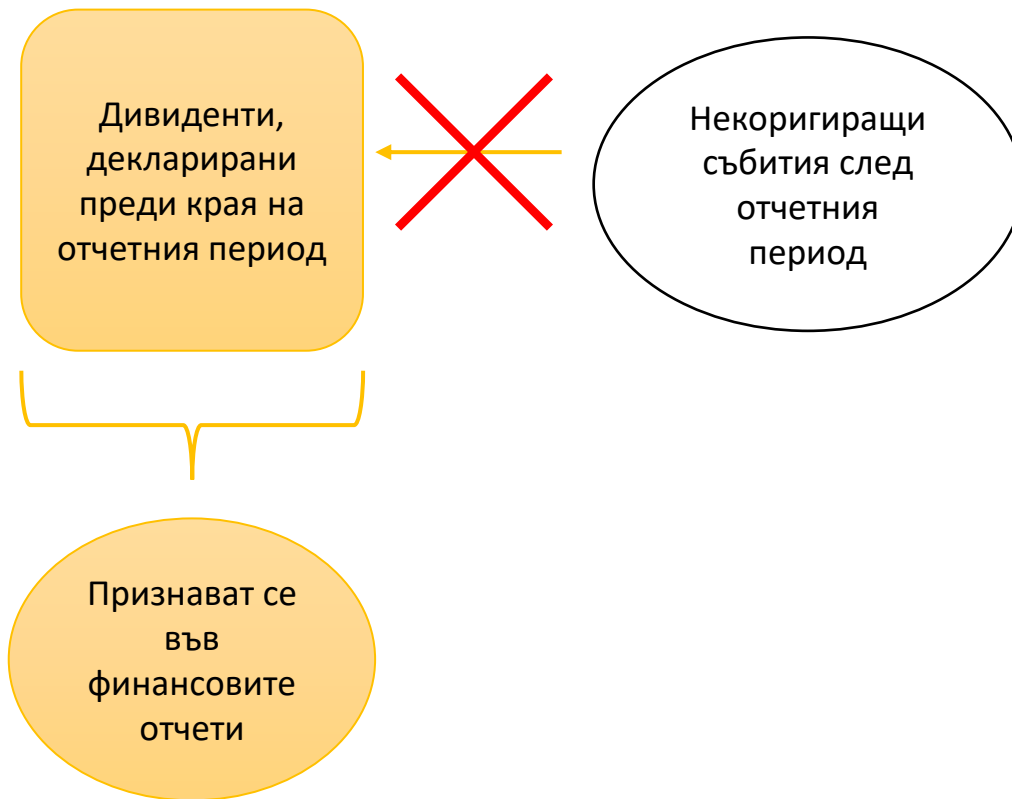 Дивиденти,
декларирани
преди края на
отчетния период
Некоригиращи
събития след
отчетния
период
Признават се
във
финансовите
отчети